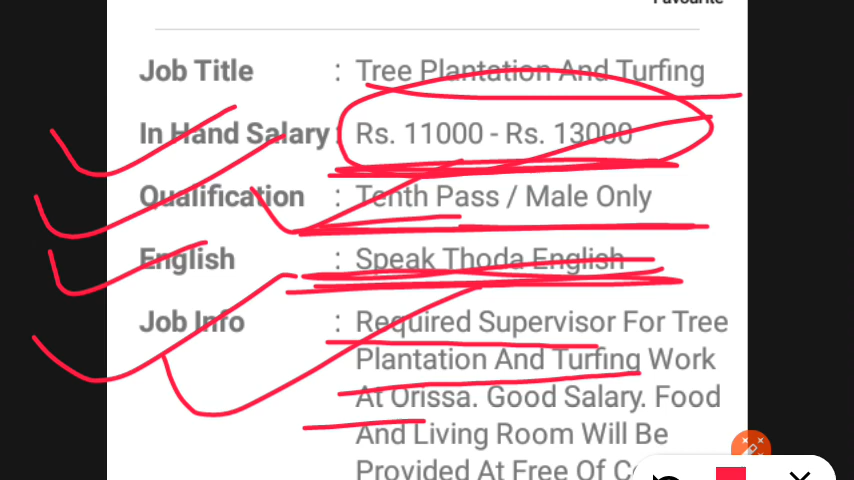 Favourite
Job Title : Tree Plantation And Turfing
In Hand Salary : Rs. 11000 - Rs. 13000
Qualification : Tenth Pass / Male Only
English : Speak Thoda English
Job Info : Required Supervisor For Tree
Plantation And Turfing Work
At Orissa. Good Salary. Food
And Living Room Will Be
Provided At Free Of